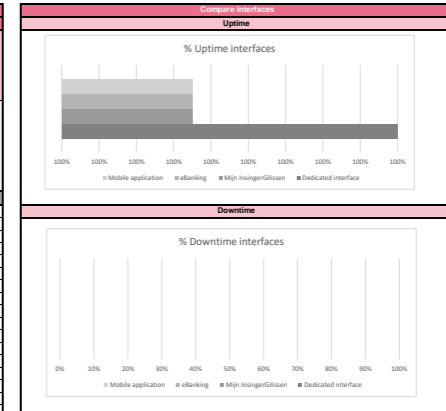 Compare interfaces
Uptime
% Uptime interfaces
100% 100% 100% 100% 100% 100% 100% 100% 100% 100%
Mobile application eBanking Mijn InsingerGilissen Dedicated interface
Downtime
% Downtime interfaces
0% 10% 20% 30% 40% 50% 60% 70% 80% 90% 100%
Mobile application eBanking Mijn InsingerGilissen Dedicated interface